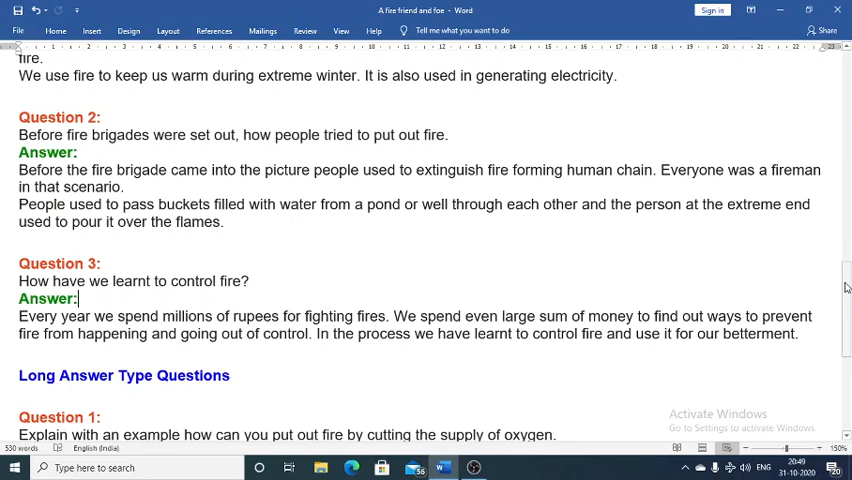 A fire friend and foe - Word
Sign in
File Home Insert Design Layout References Mailings Review View Help Tell me what you want to do Share
fire.
We use fire to keep us warm during extreme winter. It is also used in generating electricity.
Question 2:
Before fire brigades were set out, how people tried to put out fire.
Answer:
Before the fire brigade came into the picture people used to extinguish fire forming human chain. Everyone was a fireman
in that scenario.
People used to pass buckets filled with water from a pond or well through each other and the person at the extreme end
used to pour it over the flames.
Question 3:
How have we learnt to control fire?
Answer:
Every year we spend millions of rupees for fighting fires. We spend even large sum of money to find out ways to prevent
fire from happening and going out of control. In the process we have learnt to control fire and use it for our betterment.
Long Answer Type Questions
Question 1:
Explain with an example how can you put out fire by cutting the supply of oxygen.
Activate Windows
Go to Settings to activate Windows.
530 words English (India) 150%
Type here to search 56 ENG 20:49 31-10-2020 20